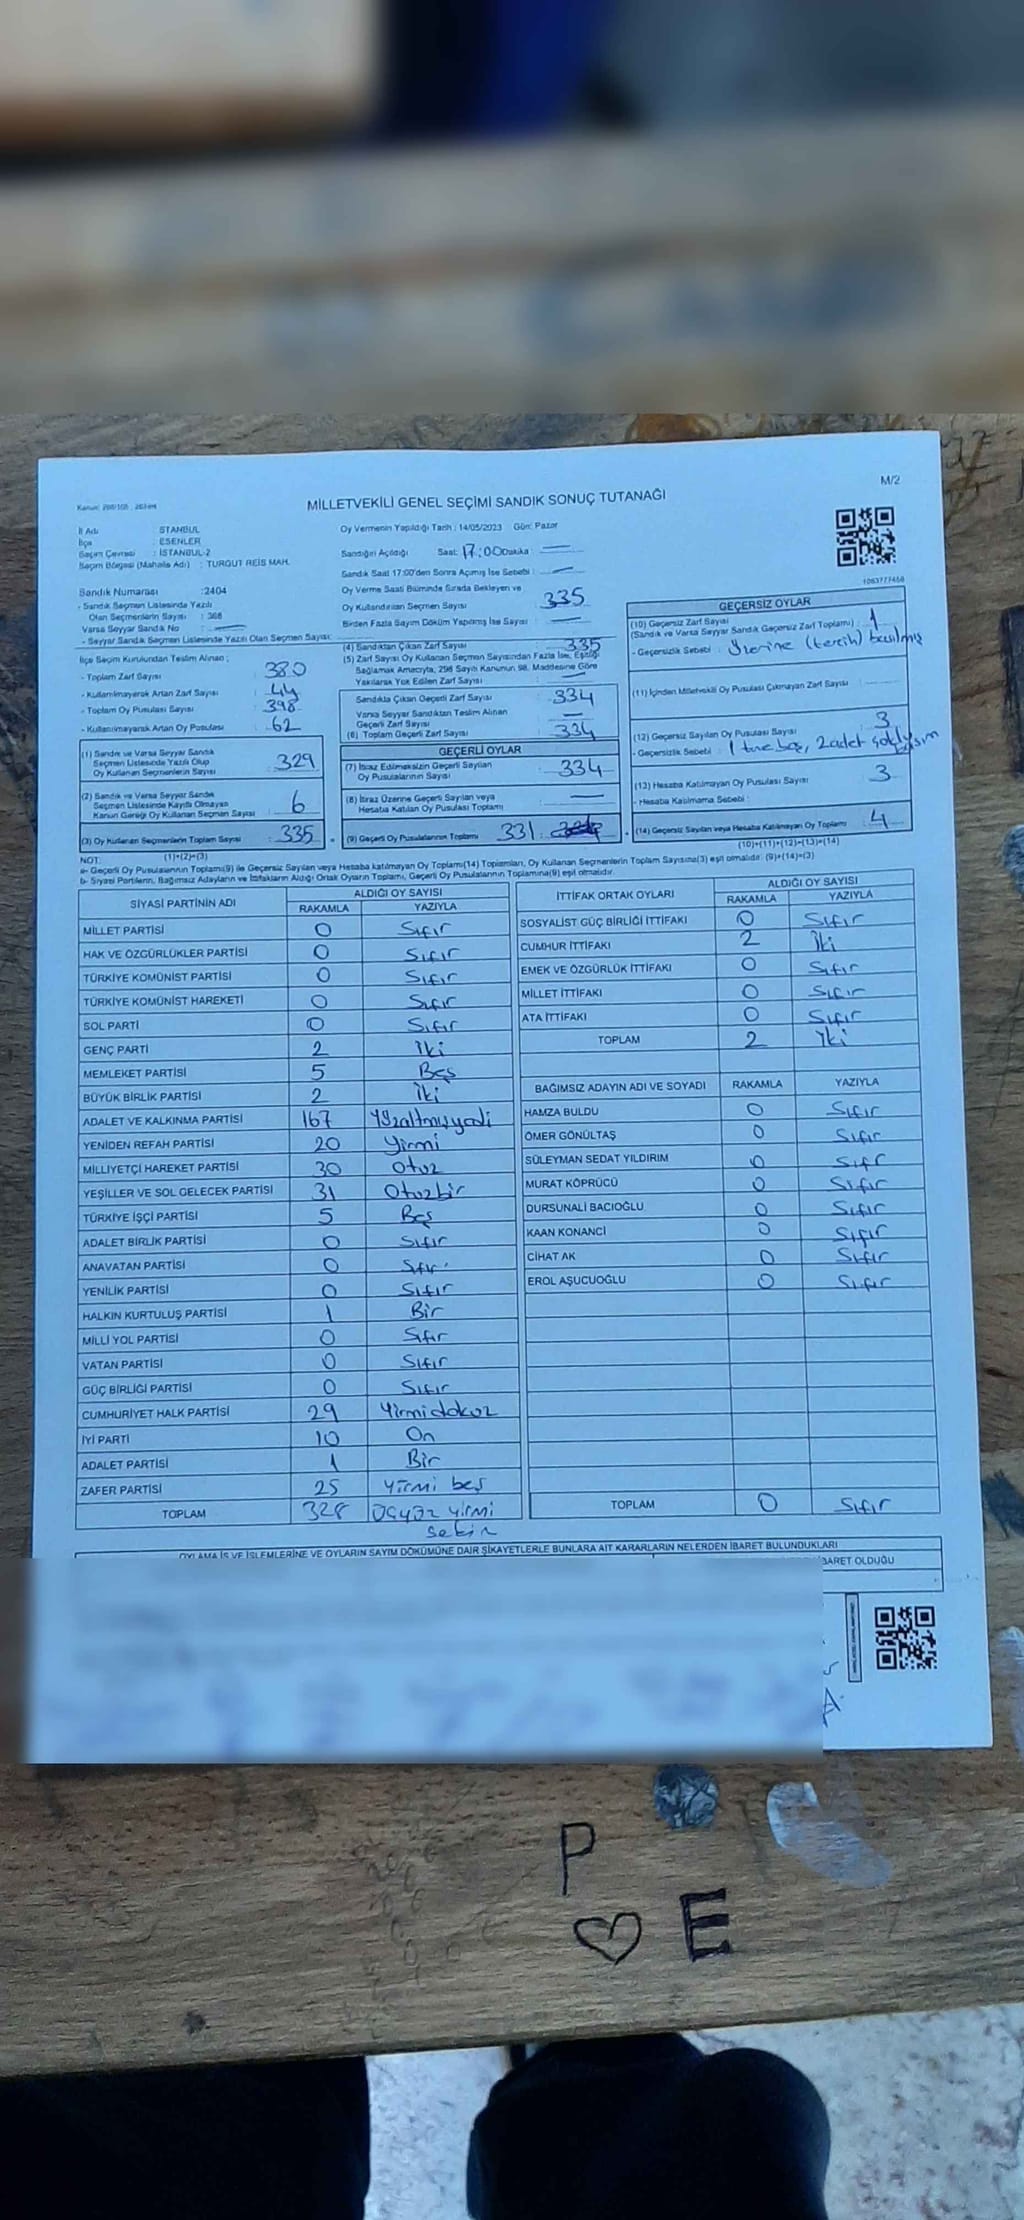 M/2
MİLLETVEKİLİ GENEL SEÇİMİ SANDIK SONUÇ TUTANAĞI
İl Adı : İSTANBUL
İlçe : ESENLER
Seçim Çevresi : İSTANBUL-2
Seçim Bölgesi (Mahalle Adı) : TURGUT REİS MAH.
Sandık Numarası :2404
- Sandık Seçmen Listesinde Yazılı
Olan Seçmenlerin Sayısı : 368
Varsa Seyyar Sandık No :
- Seyyar Sandık Seçmen Listesinde Yazılı Olan Seçmen Sayısı:
Oy Vermenin Yapıldığı Tarih : 14/05/2023 Gün: Pazar
Sandığın Açıldığı Saat: 17:00 Dakika :
Sandık Saat 17:00'den Sonra Açılmış İse Sebebi :
Oy Verme Saati Bitiminde Sırada Bekleyen ve
Oy Kullandırılan Seçmen Sayısı : 335
Birden Fazla Sayım Döküm Yapılmış İse Sayısı :
(4) Sandıktan Çıkan Zarf Sayısı : 335
(5) Zarf Sayısı Oy Kullanan Seçmen Sayısından Fazla İse, Eşitliği
Sağlamak Amacıyla, 298 Sayılı Kanunun 98. Maddesine Göre
Yakılarak Yok Edilen Zarf Sayısı :
İlçe Seçim Kurulundan Teslim Alınan ;
- Toplam Zarf Sayısı : 380
- Kullanılmayarak Artan Zarf Sayısı : 44
- Toplam Oy Pusulası Sayısı : 398
- Kullanılmayarak Artan Oy Pusulası : 62
(1) Sandık ve Varsa Seyyar Sandık
Seçmen Listesinde Yazılı Olup
Oy Kullanan Seçmenlerin Sayısı : 329
(2) Sandık ve Varsa Seyyar Sandık
Seçmen Listesinde Kayıtlı Olmayan
Kanun Gereği Oy Kullanan Seçmen Sayısı : 6
(3) Oy Kullanan Seçmenlerin Toplam Sayısı : 335
(1)+(2)=(3)
Sandıkta Çıkan Geçerli Zarf Sayısı : 334
Varsa Seyyar Sandıktan Teslim Alınan
Geçerli Zarf Sayısı :
(6) Toplam Geçerli Zarf Sayısı : 334
GEÇERLİ OYLAR
(7) İtiraz Edilmeksizin Geçerli Sayılan
Oy Pusulalarının Sayısı : 334
(8) İtiraz Üzerine Geçerli Sayılan veya
Hesaba Katılan Oy Pusulası Toplamı :
(9) Geçerli Oy Pusulalarının Toplamı : 331
GEÇERSİZ OYLAR
(10) Geçersiz Zarf Sayısı
(Sandık ve Varsa Seyyar Sandık Geçersiz Zarf Toplamı) : 1
- Geçersizlik Sebebi : Üzerine (tercih) basılmış
(11) İçinden Milletvekili Oy Pusulası Çıkmayan Zarf Sayısı :
(12) Geçersiz Sayılan Oy Pusulası Sayısı : 3
- Geçersizlik Sebebi : 1 tane boş, 2 adet
(13) Hesaba Katılmayan Oy Pusulası Sayısı : 3
- Hesaba Katılmama Sebebi :
(14) Geçersiz Sayılan veya Hesaba Katılmayan Oy Toplamı : 4
(10)+(11)+(12)+(13)=(14)
NOT:
a- Geçerli Oy Pusulalarının Toplamı(9) ile Geçersiz Sayılan veya Hesaba katılmayan Oy Toplamı(14) Toplamları, Oy Kullanan Seçmenlerin Toplam Sayısına(3) eşit olmalıdır. (9)+(14)=(3)
b- Siyasi Partilerin, Bağımsız Adayların ve İttifakların Aldığı Ortak Oyların Toplamı, Geçerli Oy Pusulalarının Toplamına(9) eşit olmalıdır.
SİYASİ PARTİNİN ADI ALDIĞI OY SAYISI
RAKAMLA YAZIYLA
MİLLET PARTİSİ 0 Sıfır
HAK VE ÖZGÜRLÜKLER PARTİSİ 0 Sıfır
TÜRKİYE KOMÜNİST PARTİSİ 0 Sıfır
TÜRKİYE KOMÜNİST HAREKETİ 0 Sıfır
SOL PARTİ 0 Sıfır
GENÇ PARTİ 2 İki
MEMLEKET PARTİSİ 5 Beş
BÜYÜK BİRLİK PARTİSİ 2 İki
ADALET VE KALKINMA PARTİSİ 167 Yüzaltmışyedi
YENİDEN REFAH PARTİSİ 20 Yirmi
MİLLİYETÇİ HAREKET PARTİSİ 30 Otuz
YEŞİLLER VE SOL GELECEK PARTİSİ 31 Otuzbir
TÜRKİYE İŞÇİ PARTİSİ 5 Beş
ADALET BİRLİK PARTİSİ 0 Sıfır
ANAVATAN PARTİSİ 0 Sıfır
YENİLİK PARTİSİ 0 Sıfır
HALKIN KURTULUŞ PARTİSİ 1 Bir
MİLLİ YOL PARTİSİ 0 Sıfır
VATAN PARTİSİ 0 Sıfır
GÜÇ BİRLİĞİ PARTİSİ 0 Sıfır
CUMHURİYET HALK PARTİSİ 29 Yirmidokuz
İYİ PARTİ 10 On
ADALET PARTİSİ 1 Bir
ZAFER PARTİSİ 25 Yirmi beş
TOPLAM 328 Üçyüz yirmi
sekiz
İTTİFAK ORTAK OYLARI ALDIĞI OY SAYISI
RAKAMLA YAZIYLA
SOSYALİST GÜÇ BİRLİĞİ İTTİFAKI 0 Sıfır
CUMHUR İTTİFAKI 2 İki
EMEK VE ÖZGÜRLÜK İTTİFAKI 0 Sıfır
MİLLET İTTİFAKI 0 Sıfır
ATA İTTİFAKI 0 Sıfır
TOPLAM 2 İki
BAĞIMSIZ ADAYIN ADI VE SOYADI RAKAMLA YAZIYLA
HAMZA BULDU 0 Sıfır
ÖMER GÖNÜLTAŞ 0 Sıfır
SÜLEYMAN SEDAT YILDIRIM 0 Sıfır
MURAT KÖPRÜCÜ 0 Sıfır
DURSUNALİ BACIOĞLU 0 Sıfır
KAAN KONANCİ 0 Sıfır
CİHAT AK 0 Sıfır
EROL AŞUCUOĞLU 0 Sıfır
TOPLAM 0 Sıfır
OYLAMA İŞ VE İŞLEMLERİNE VE OYLARIN SAYIM DÖKÜMÜNE DAİR ŞİKAYETLERLE BUNLARA AİT KARARLARIN NELERDEN İBARET BULUNDUKLARI
İBARET OLDUĞU
P
E